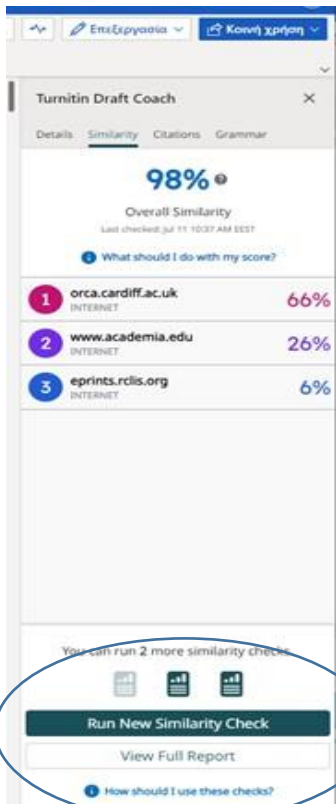 Επεξεργασία
Κοινή χρήση
Turnitin Draft Coach
Details Similarity Citations Grammar
98%
Overall Similarity
Last checked: Jul 11 10:37 AM EEST
What should I do with my score?
1 orca.cardiff.ac.uk 66%
INTERNET
2 www.academia.edu 26%
INTERNET
3 eprints.rclis.org 6%
INTERNET
You can run 2 more similarity checks
Run New Similarity Check
View Full Report
How should I use these checks?